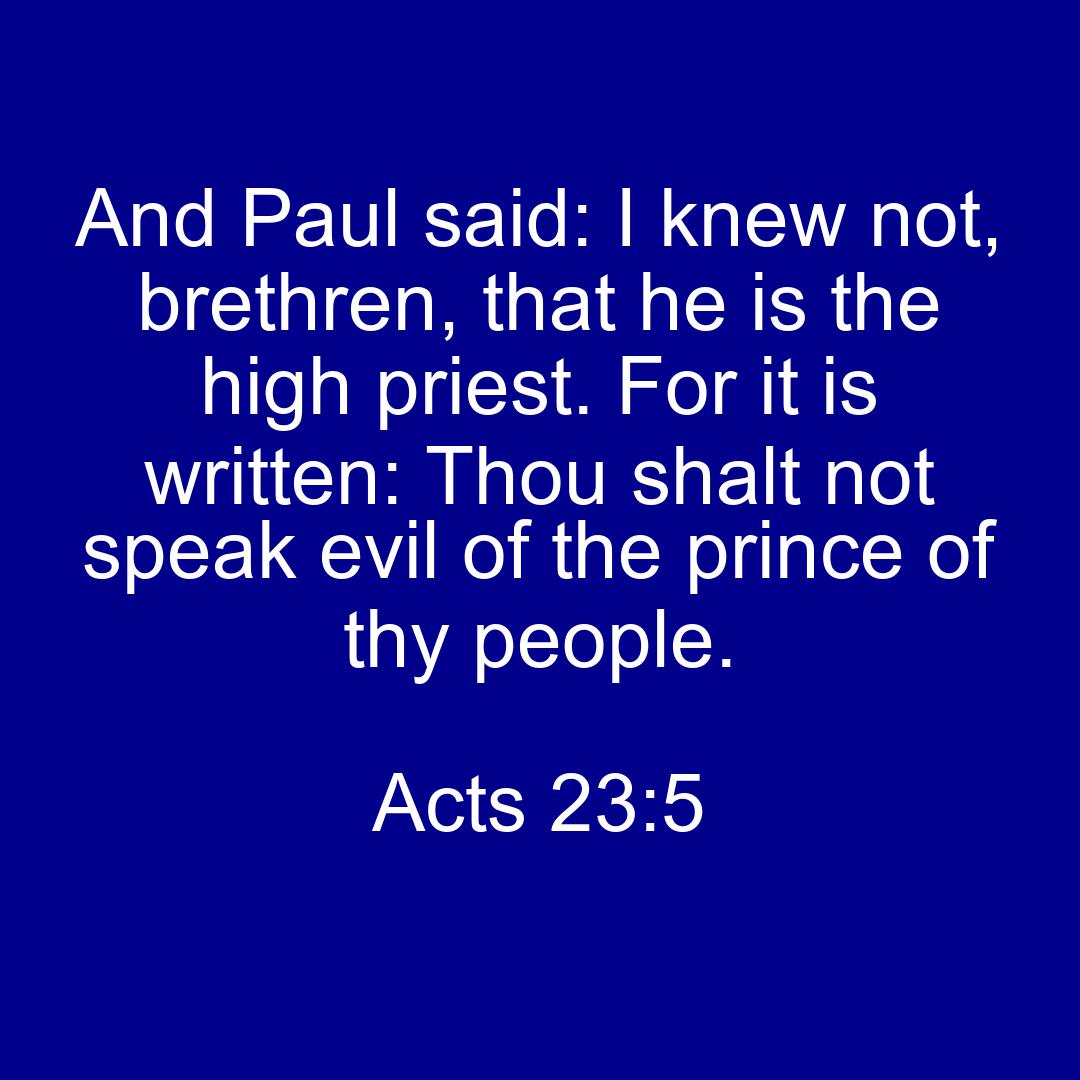 And Paul said: I knew not,
brethren, that he is the
high priest. For it is
written: Thou shalt not
speak evil of the prince of
thy people.
Acts 23:5